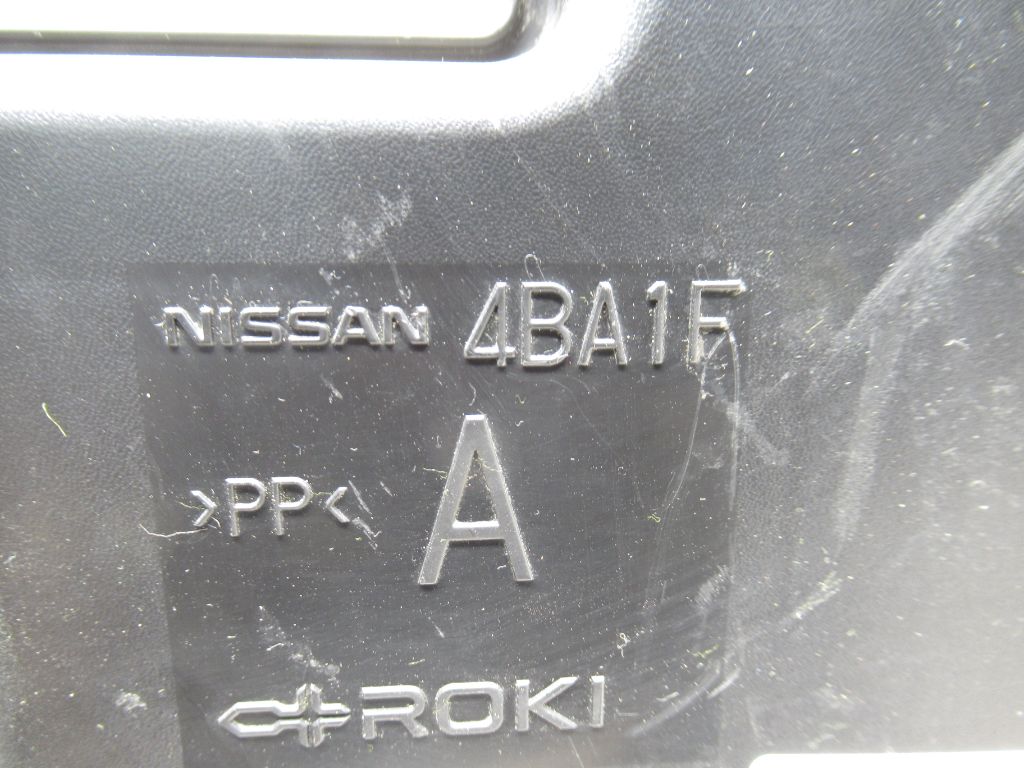 NISSAN 4BA1F
A
>PP<
ROKI